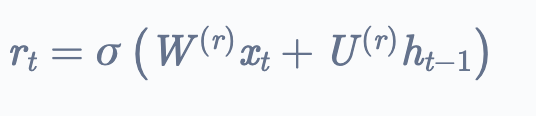 r_t = σ ( W^{(r)} x_t + U^{(r)} h_{t−1} )